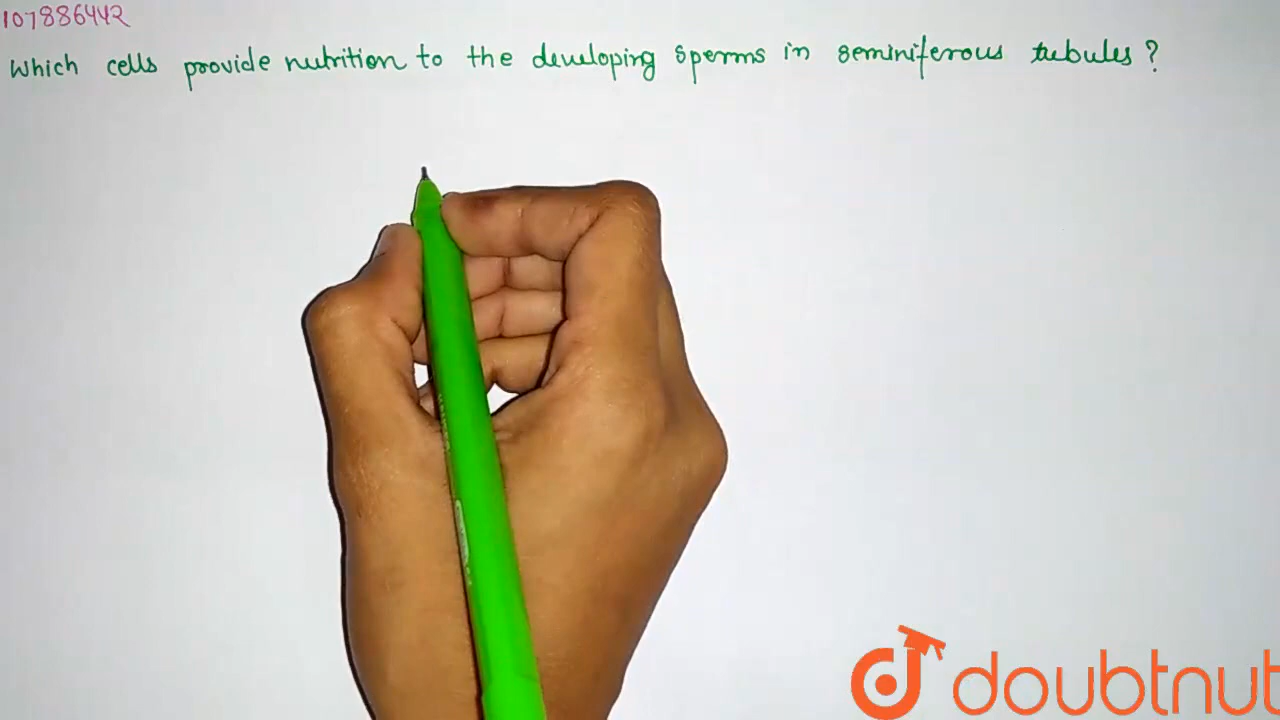 107886442
Which cells provide nutrition to the developing sperms in seminiferous tubules ?
doubtnut